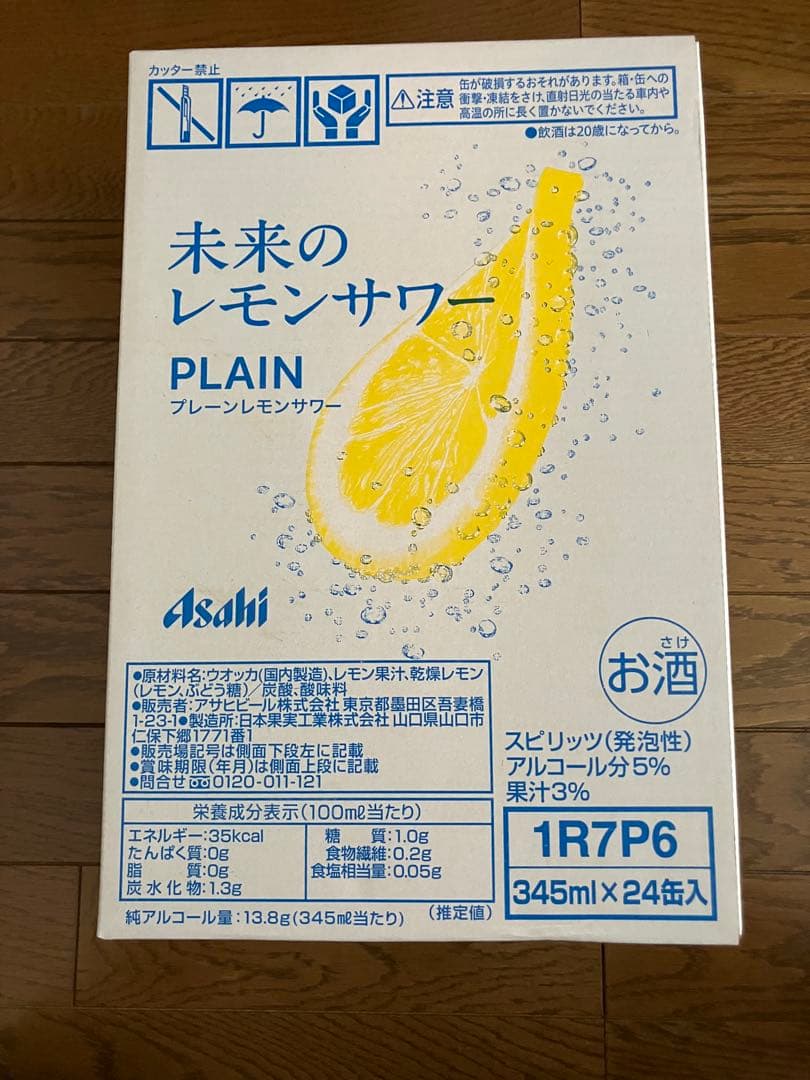 カッター禁止
⚠注意
缶が破損するおそれがあります。箱・缶への
衝撃・凍結をさけ、直射日光の当たる車内や
高温の所に長く置かないでください。
●飲酒は20歳になってから。
未来の
レモンサワー
PLAIN
プレーンレモンサワー
Asahi
さけ
お酒
●原材料名:ウオッカ(国内製造)、レモン果汁、乾燥レモン
(レモン、ぶどう糖)/炭酸、酸味料
●販売者:アサヒビール株式会社 東京都墨田区吾妻橋
1-23-1●製造所:日本果実工業株式会社 山口県山口市
仁保下郷1771番1
●販売場記号は側面下段左に記載
●賞味期限(年月)は側面上段に記載
●問合せ 0120-011-121
スピリッツ(発泡性)
アルコール分5%
果汁3%
栄養成分表示(100mℓ当たり)
エネルギー:35kcal
たんぱく質:0g
脂 質:0g
炭水化物:1.3g
糖 質:1.0g
食物繊維:0.2g
食塩相当量:0.05g
純アルコール量:13.8g(345mℓ当たり) (推定値)
1R7P6
345ml×24缶入